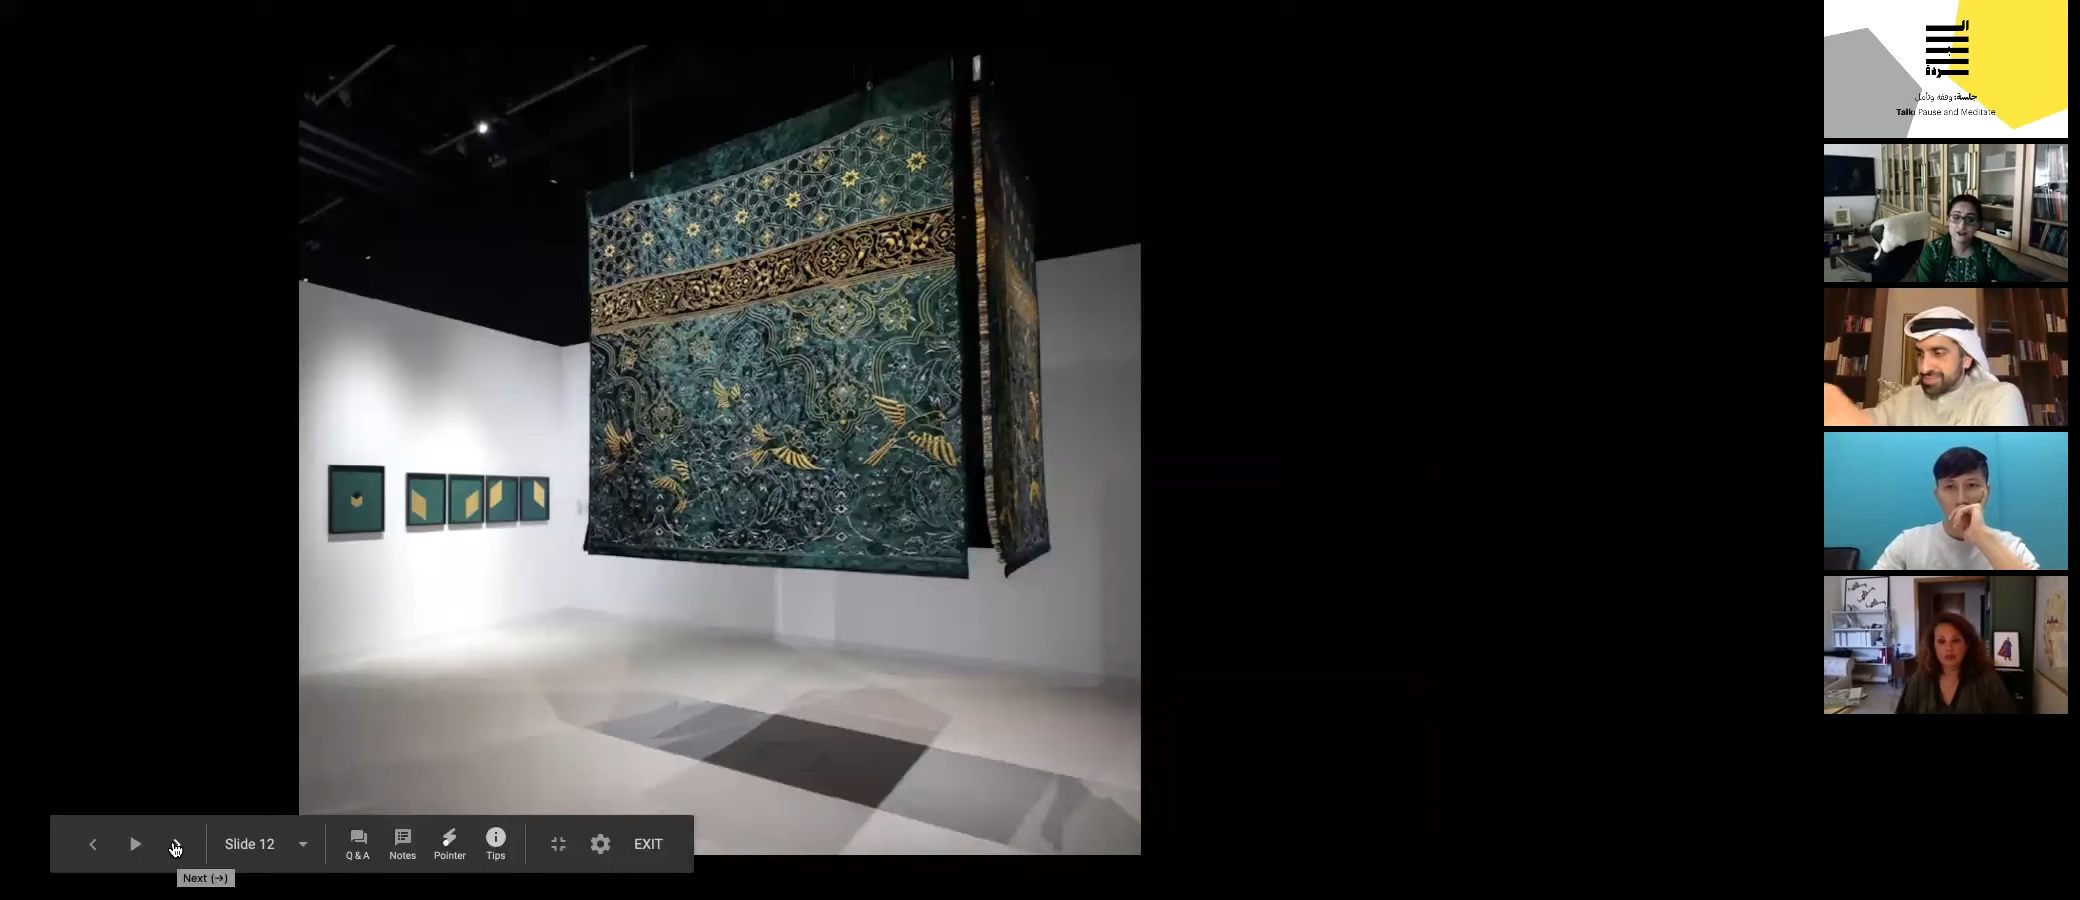 جلسة: وقفة وتأمل
Talk: Pause and Meditate
Slide 12
Q & A
Notes
Pointer
Tips
EXIT
Next (→)